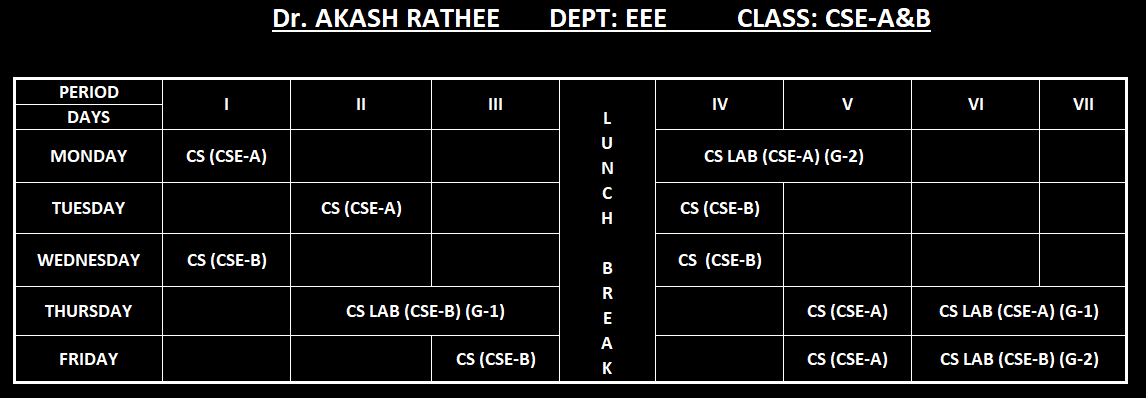 Dr. AKASH RATHEE DEPT: EEE CLASS: CSE-A&B
PERIOD I II III IV V VI VII
DAYS
LUNCH BREAK
MONDAY CS (CSE-A) CS LAB (CSE-A) (G-2)
TUESDAY CS (CSE-A) CS (CSE-B)
WEDNESDAY CS (CSE-B) CS (CSE-B)
THURSDAY CS LAB (CSE-B) (G-1) CS (CSE-A) CS LAB (CSE-A) (G-1)
FRIDAY CS (CSE-B) CS (CSE-A) CS LAB (CSE-B) (G-2)